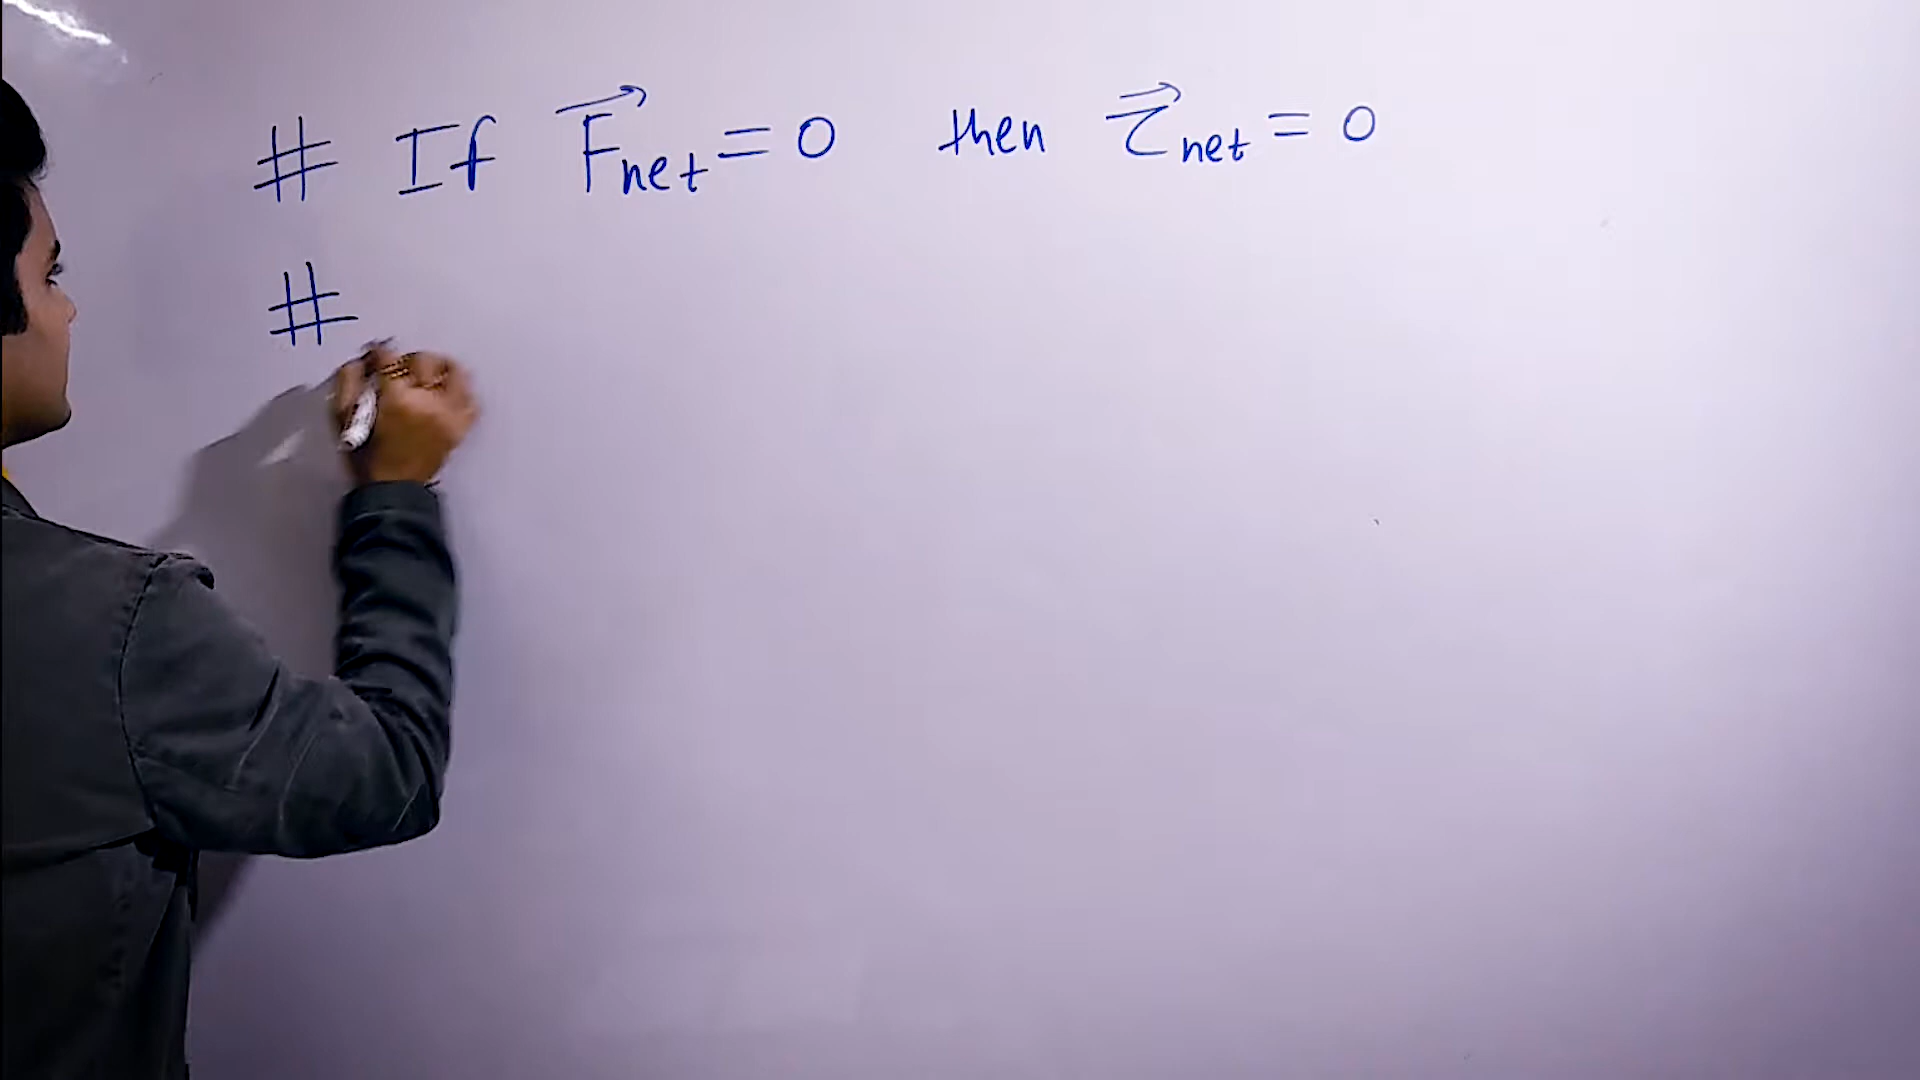 # If F⃗net = 0 then τ⃗net = 0
#